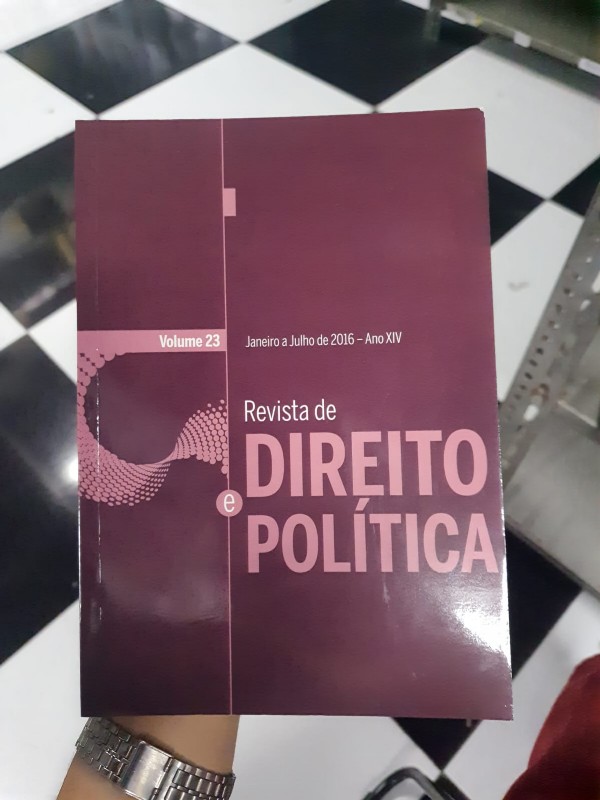 Volume 23
Janeiro a Julho de 2016 – Ano XIV
Revista de
DIREITO
e
POLÍTICA